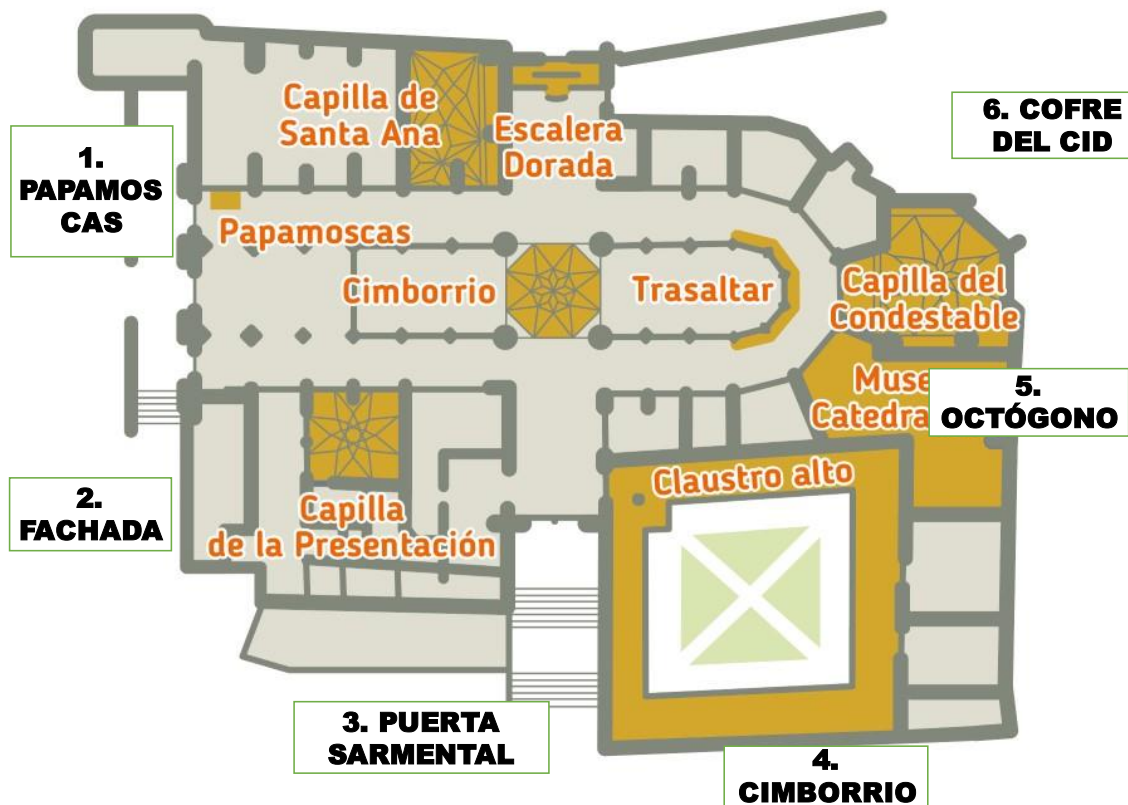 Capilla de
Santa Ana
Escalera
Dorada
6. COFRE
DEL CID
1.
PAPAMOS
CAS
Papamoscas
Cimborrio
Trasaltar
Capilla del
Condestable
Muse
Catedra
5.
OCTÓGONO
2.
FACHADA
Capilla
de la Presentación
Claustro alto
3. PUERTA
SARMENTAL
4.
CIMBORRIO